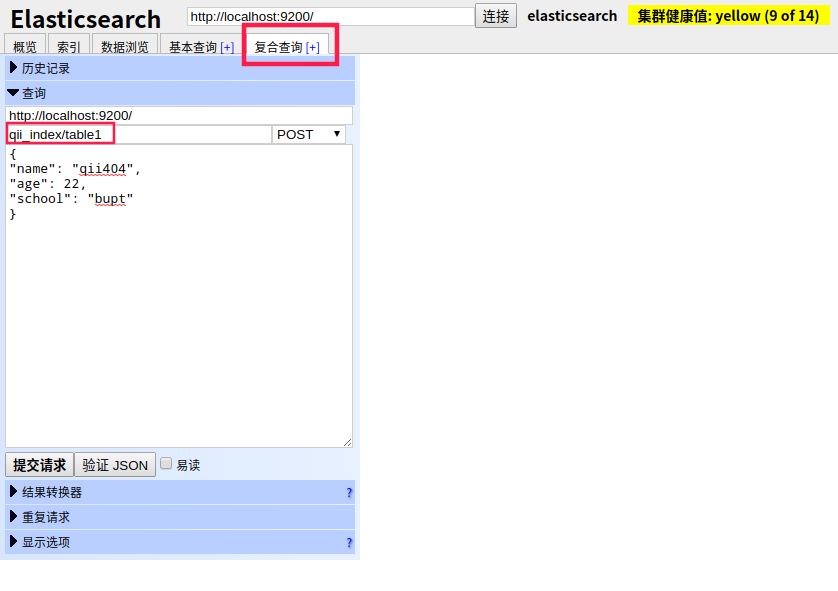 Elasticsearch http://localhost:9200/ 连接 elasticsearch 集群健康值: yellow (9 of 14)
概览 索引 数据浏览 基本查询 [+] 复合查询 [+]
历史记录
查询
http://localhost:9200/
qii_index/table1 POST
{
"name": "qii404",
"age": 22,
"school": "bupt"
}
提交请求 验证 JSON 易读
结果转换器 ?
重复请求
显示选项 ?